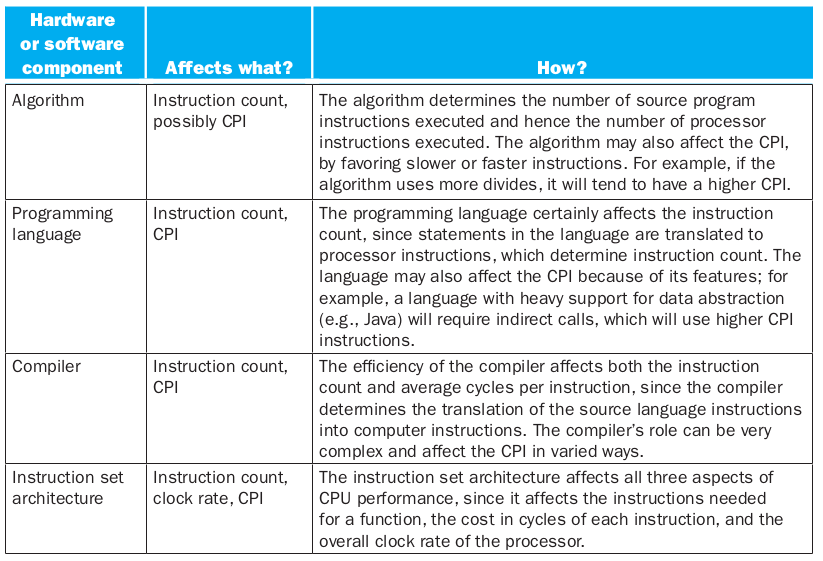 Hardware
or software
component
Affects what?
How?
Algorithm
Instruction count,
possibly CPI
The algorithm determines the number of source program
instructions executed and hence the number of processor
instructions executed. The algorithm may also affect the CPI,
by favoring slower or faster instructions. For example, if the
algorithm uses more divides, it will tend to have a higher CPI.
Programming
language
Instruction count,
CPI
The programming language certainly affects the instruction
count, since statements in the language are translated to
processor instructions, which determine instruction count. The
language may also affect the CPI because of its features; for
example, a language with heavy support for data abstraction
(e.g., Java) will require indirect calls, which will use higher CPI
instructions.
Compiler
Instruction count,
CPI
The efficiency of the compiler affects both the instruction
count and average cycles per instruction, since the compiler
determines the translation of the source language instructions
into computer instructions. The compiler's role can be very
complex and affect the CPI in varied ways.
Instruction set
architecture
Instruction count,
clock rate, CPI
The instruction set architecture affects all three aspects of
CPU performance, since it affects the instructions needed
for a function, the cost in cycles of each instruction, and the
overall clock rate of the processor.